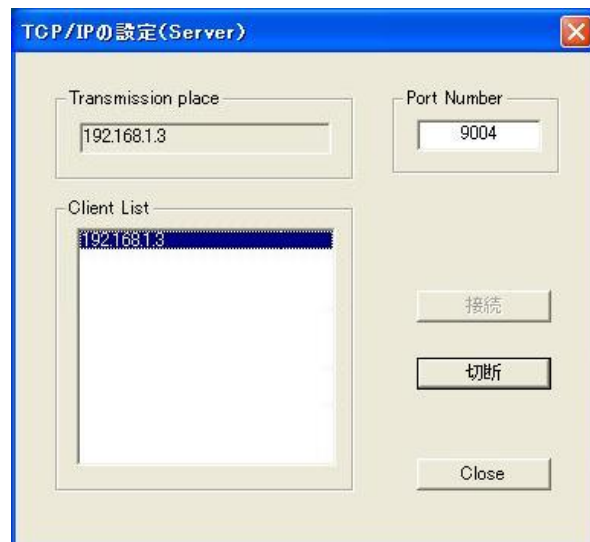 TCP/IPの設定(Server)
Transmission place
192.168.1.3
Port Number
9004
Client List
192.168.1.3
接続
切断
Close